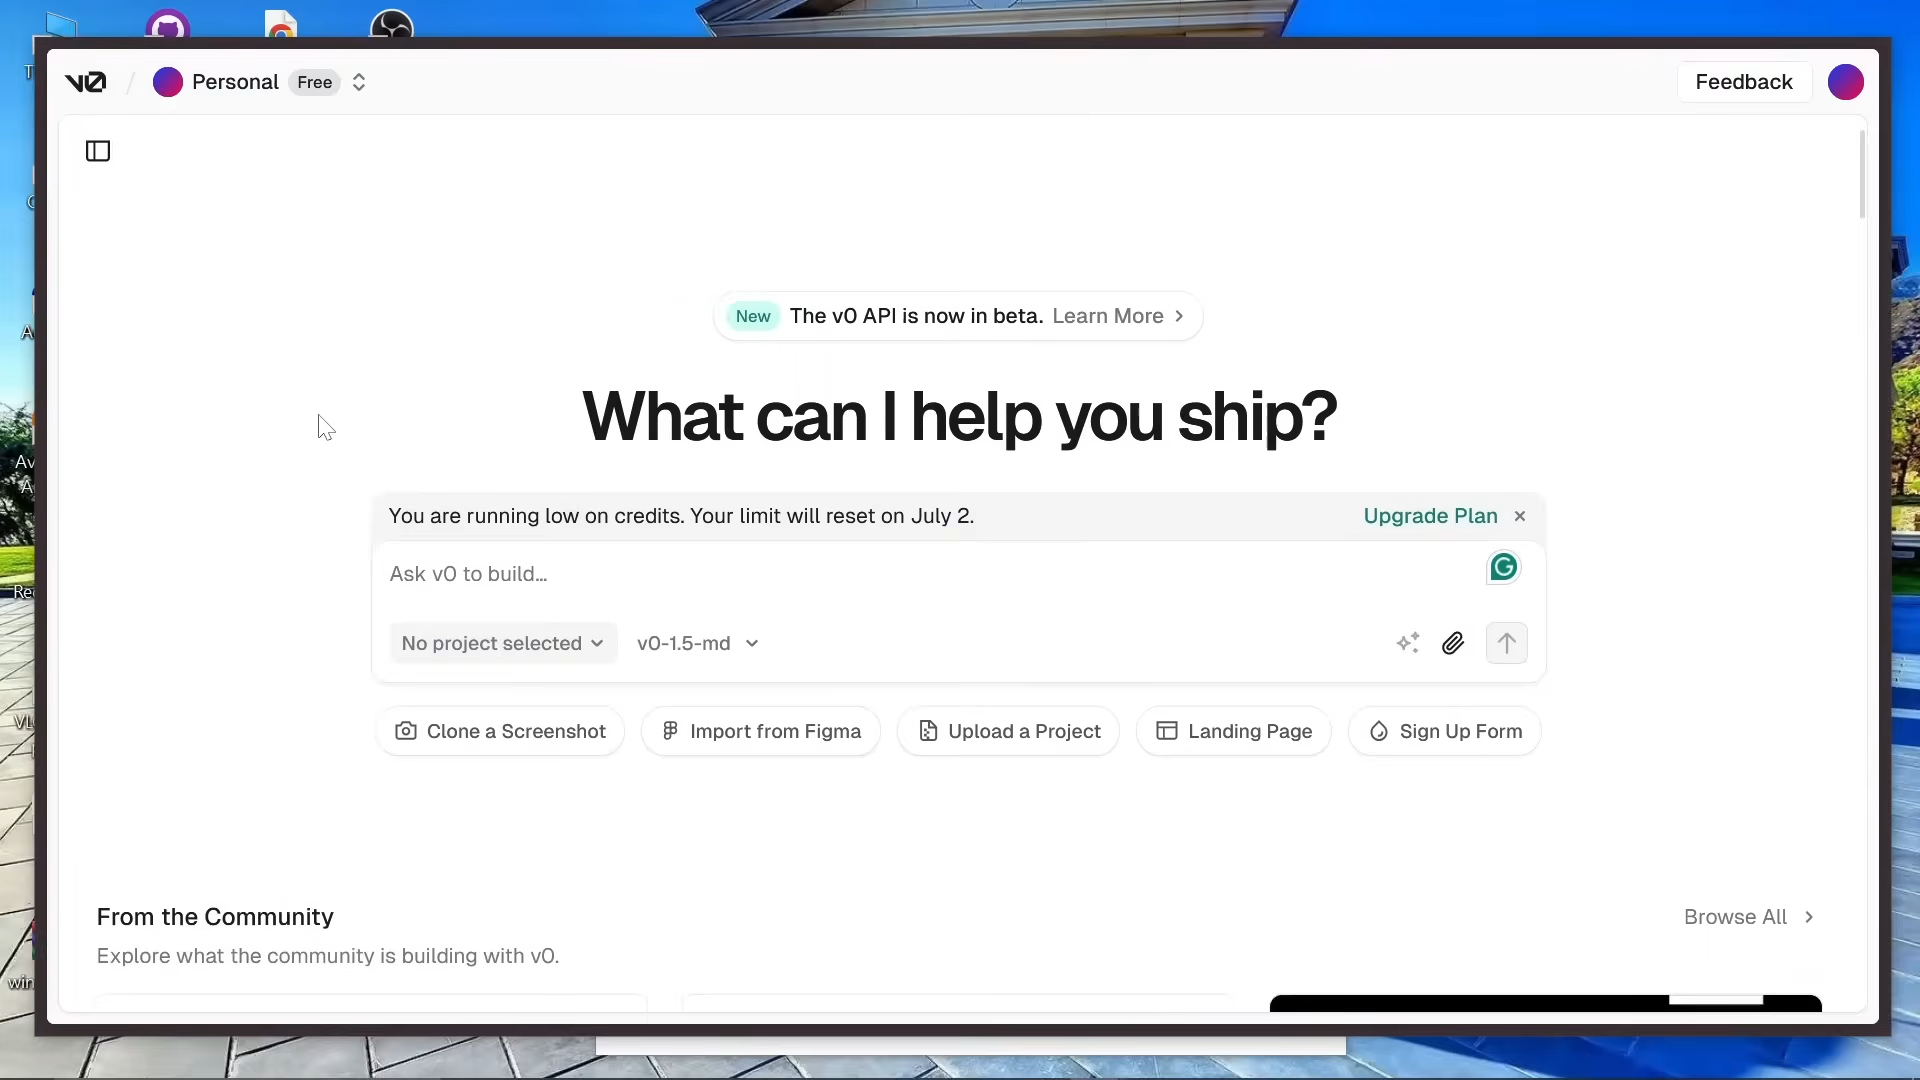 v0 / Personal Free
Feedback
New The v0 API is now in beta. Learn More
What can I help you ship?
You are running low on credits. Your limit will reset on July 2.
Upgrade Plan
Ask v0 to build...
No project selected
v0-1.5-md
Clone a Screenshot
Import from Figma
Upload a Project
Landing Page
Sign Up Form
From the Community
Browse All
Explore what the community is building with v0.